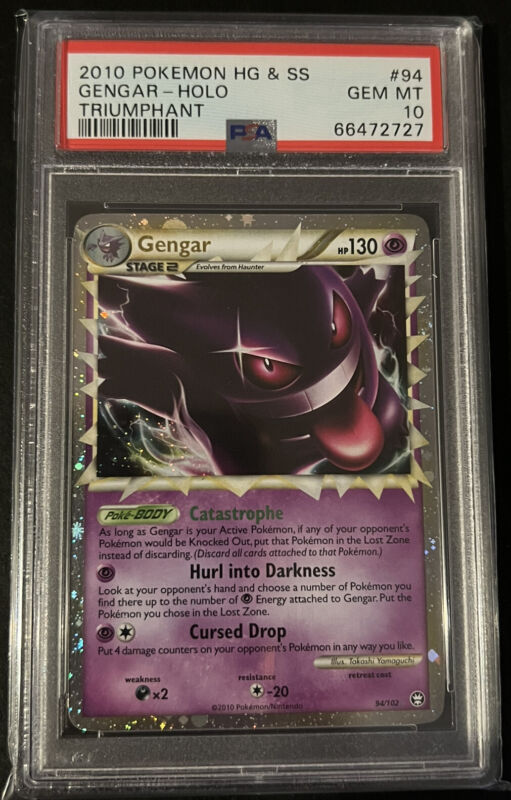 2010 POKEMON HG & SS #94
GENGAR-HOLO GEM MT
TRIUMPHANT 10
PSA 66472727
Gengar HP 130
STAGE 2 Evolves from Haunter
Poké-BODY Catastrophe
As long as Gengar is your Active Pokémon, if any of your opponent's
Pokémon would be Knocked Out, put that Pokémon in the Lost Zone
instead of discarding. (Discard all cards attached to that Pokémon.)
Hurl into Darkness
Look at your opponent's hand and choose a number of Pokémon you
find there up to the number of Energy attached to Gengar. Put the
Pokémon you chose in the Lost Zone.
Cursed Drop
Put 4 damage counters on your opponent's Pokémon in any way you like.
Illus. Takashi Yamaguchi
weakness resistance retreat cost
×2 -20
©2010 Pokémon/Nintendo 94/102